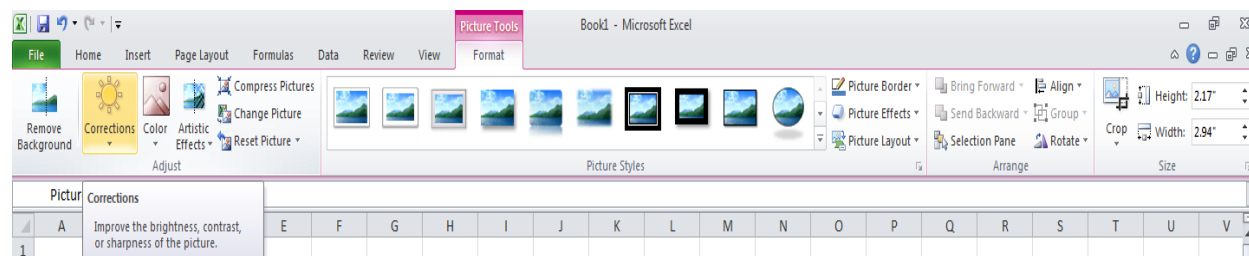 Picture Tools Book1 - Microsoft Excel
File Home Insert Page Layout Formulas Data Review View Format
Remove Background
Corrections
Color
Artistic Effects
Compress Pictures
Change Picture
Reset Picture
Adjust
Picture Styles
Picture Border
Picture Effects
Picture Layout
Bring Forward
Send Backward
Selection Pane
Align
Group
Rotate
Arrange
Crop
Height: 2.17"
Width: 2.94"
Size
Pictur
Corrections
Improve the brightness, contrast,
or sharpness of the picture.
A E F G H I J K L M N O P Q R S T U V
1